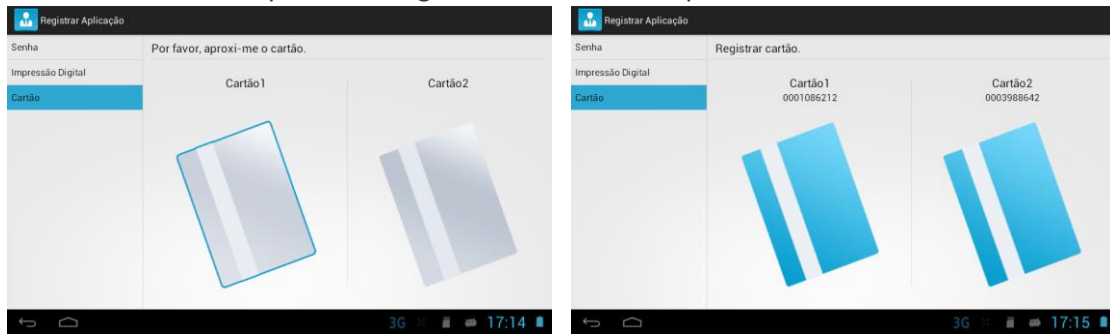 Registrar Aplicação
Senha
Por favor, aproxi-me o cartão.
Impressão Digital
Cartão
Cartão1
Cartão2
3G
17:14
Registrar Aplicação
Senha
Registrar cartão.
Impressão Digital
Cartão
Cartão1
0001086212
Cartão2
0003988642
3G
17:15